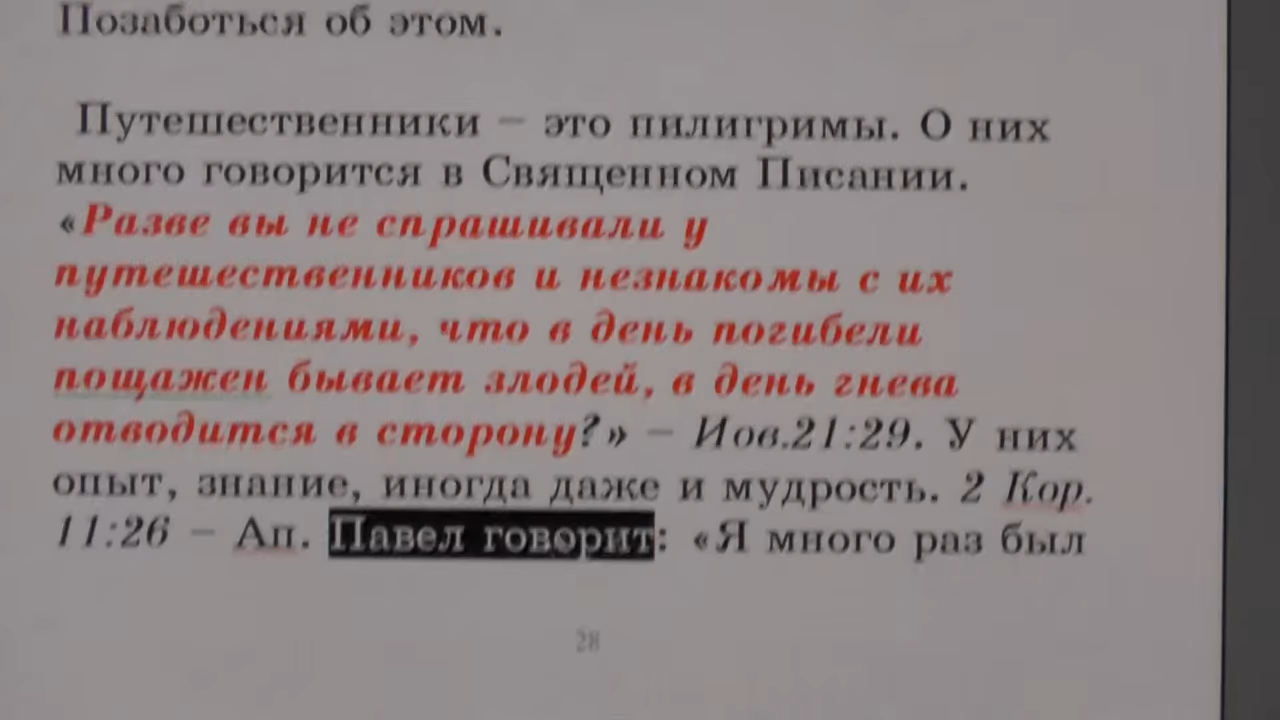 Позаботься об этом.
Путешественники – это пилигримы. О них
много говорится в Священном Писании.
«Разве вы не спрашивали у
путешественников и незнакомы с их
наблюдениями, что в день погибели
пощажен бывает злодей, в день гнева
отводится в сторону?» – Иов.21:29. У них
опыт, знание, иногда даже и мудрость. 2 Кор.
11:26 – Ап. Павел говорит: «Я много раз был
28